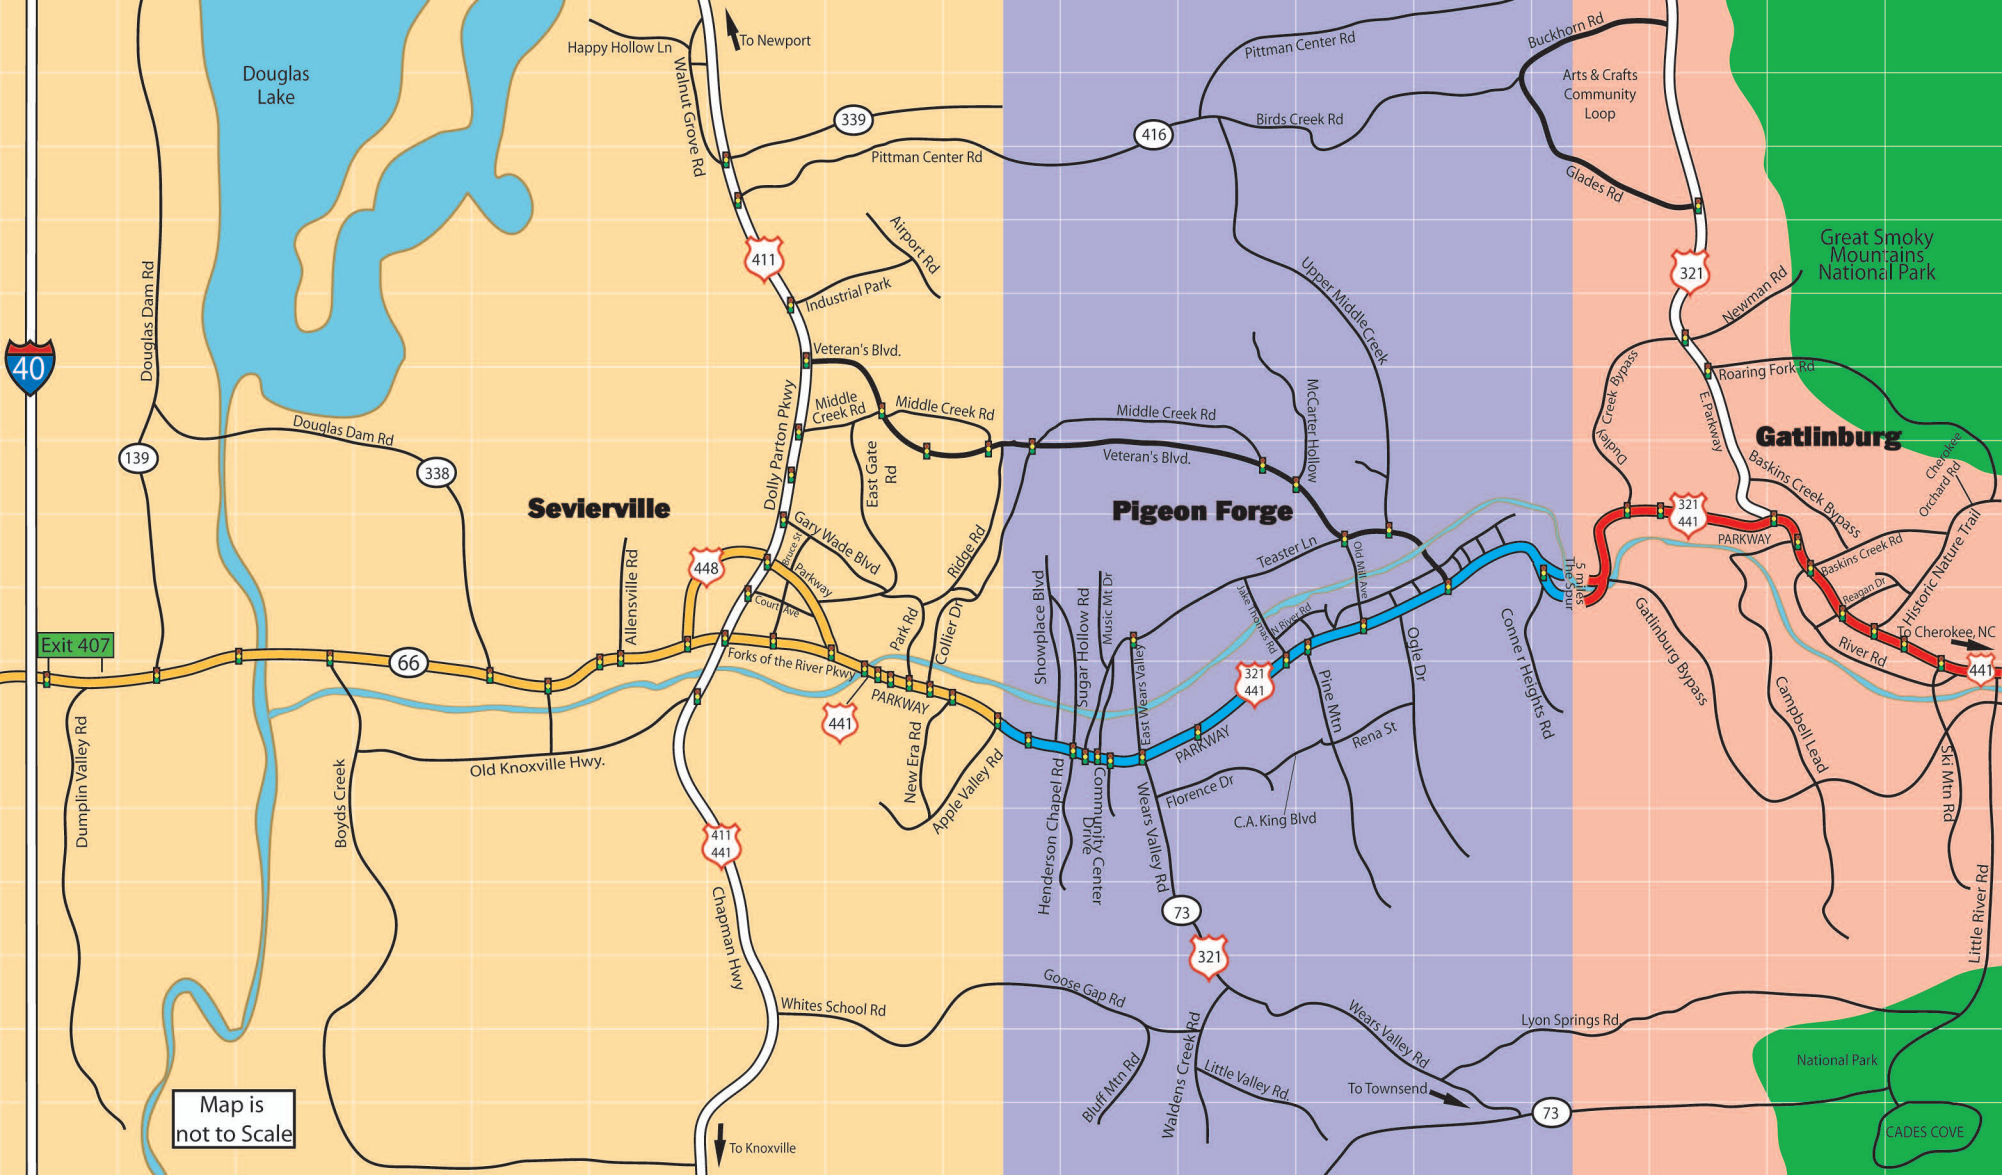 Douglas
Lake
Happy Hollow Ln
To Newport
Walnut Grove Rd
339
Pittman Center Rd
416
Pittman Center Rd
Birds Creek Rd
Buckhorn Rd
Arts & Crafts
Community
Loop
Glades Rd
Great Smoky
Mountains
National Park
321
Newman Rd
Roaring Fork Rd
E. Parkway
Dudley Creek Bypass
Gatlinburg
Cherokee
Orchard Rd
Baskins Creek Bypass
Baskins Creek Rd
Historic Nature Trail
Reagan Dr
River Rd
To Cherokee, NC
441
321
441
PARKWAY
The Spur
5 miles
Gatlinburg Bypass
Campbell Lead
Ski Mtn Rd
Little River Rd
40
Douglas Dam Rd
139
Douglas Dam Rd
338
Exit 407
66
Dumplin Valley Rd
Boyds Creek
Old Knoxville Hwy.
Sevierville
Allensville Rd
448
411
Airport Rd
Industrial Park
Veteran's Blvd.
Dolly Parton Pkwy
Middle
Creek Rd
Middle Creek Rd
East Gate
Rd
Gary Wade Blvd
Bruce St
Parkway
Court Ave
Forks of the River Pkwy
441
PARKWAY
Park Rd
Ridge Rd
Collier Dr
New Era Rd
Apple Valley Rd
411
441
Chapman Hwy
Whites School Rd
To Knoxville
Map is
not to Scale
Upper Middle Creek
McCarter Hollow
Middle Creek Rd
Veteran's Blvd.
Pigeon Forge
Teaster Ln
Old Mill Ave
Jake Thomas Rd
N River Rd
Showplace Blvd
Sugar Hollow Rd
Music Mt Dr
East Wears Valley
321
441
PARKWAY
Pine Mtn
Ogle Dr
Conner Heights Rd
Rena St
Florence Dr
C.A. King Blvd
Henderson Chapel Rd
Community Center
Drive
Wears Valley Rd
73
321
Goose Gap Rd
Bluff Mtn Rd
Waldens Creek Rd
Little Valley Rd.
Wears Valley Rd
Lyon Springs Rd.
To Townsend
73
National Park
CADES COVE